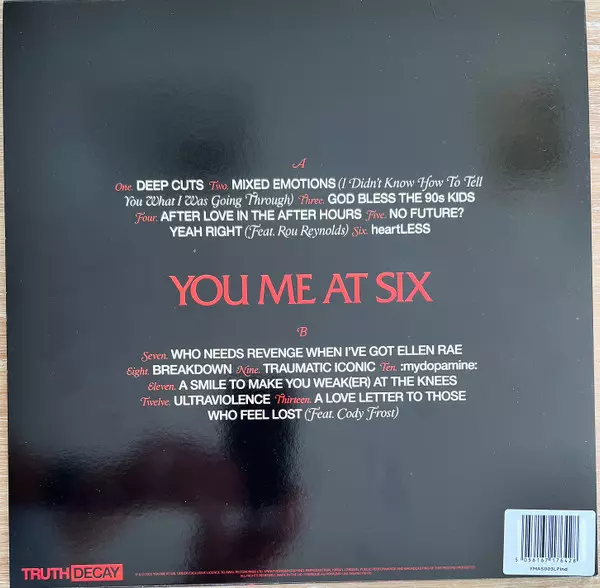 A
One. DEEP CUTS Two. MIXED EMOTIONS (I Didn't Know How To Tell
You What I Was Going Through) Three. GOD BLESS THE 90s KIDS
Four. AFTER LOVE IN THE AFTER HOURS Five. NO FUTURE?
YEAH RIGHT (Feat. Rou Reynolds) Six. heartLESS
YOU ME AT SIX
B
Seven. WHO NEEDS REVENGE WHEN I'VE GOT ELLEN RAE
Eight. BREAKDOWN Nine. TRAUMATIC ICONIC Ten. :mydopamine:
Eleven. A SMILE TO MAKE YOU WEAK(ER) AT THE KNEES
Twelve. ULTRAVIOLENCE Thirteen. A LOVE LETTER TO THOSE
WHO FEEL LOST (Feat. Cody Frost)
TRUTH DECAY
5 056167 176428
YMAS003LPInd